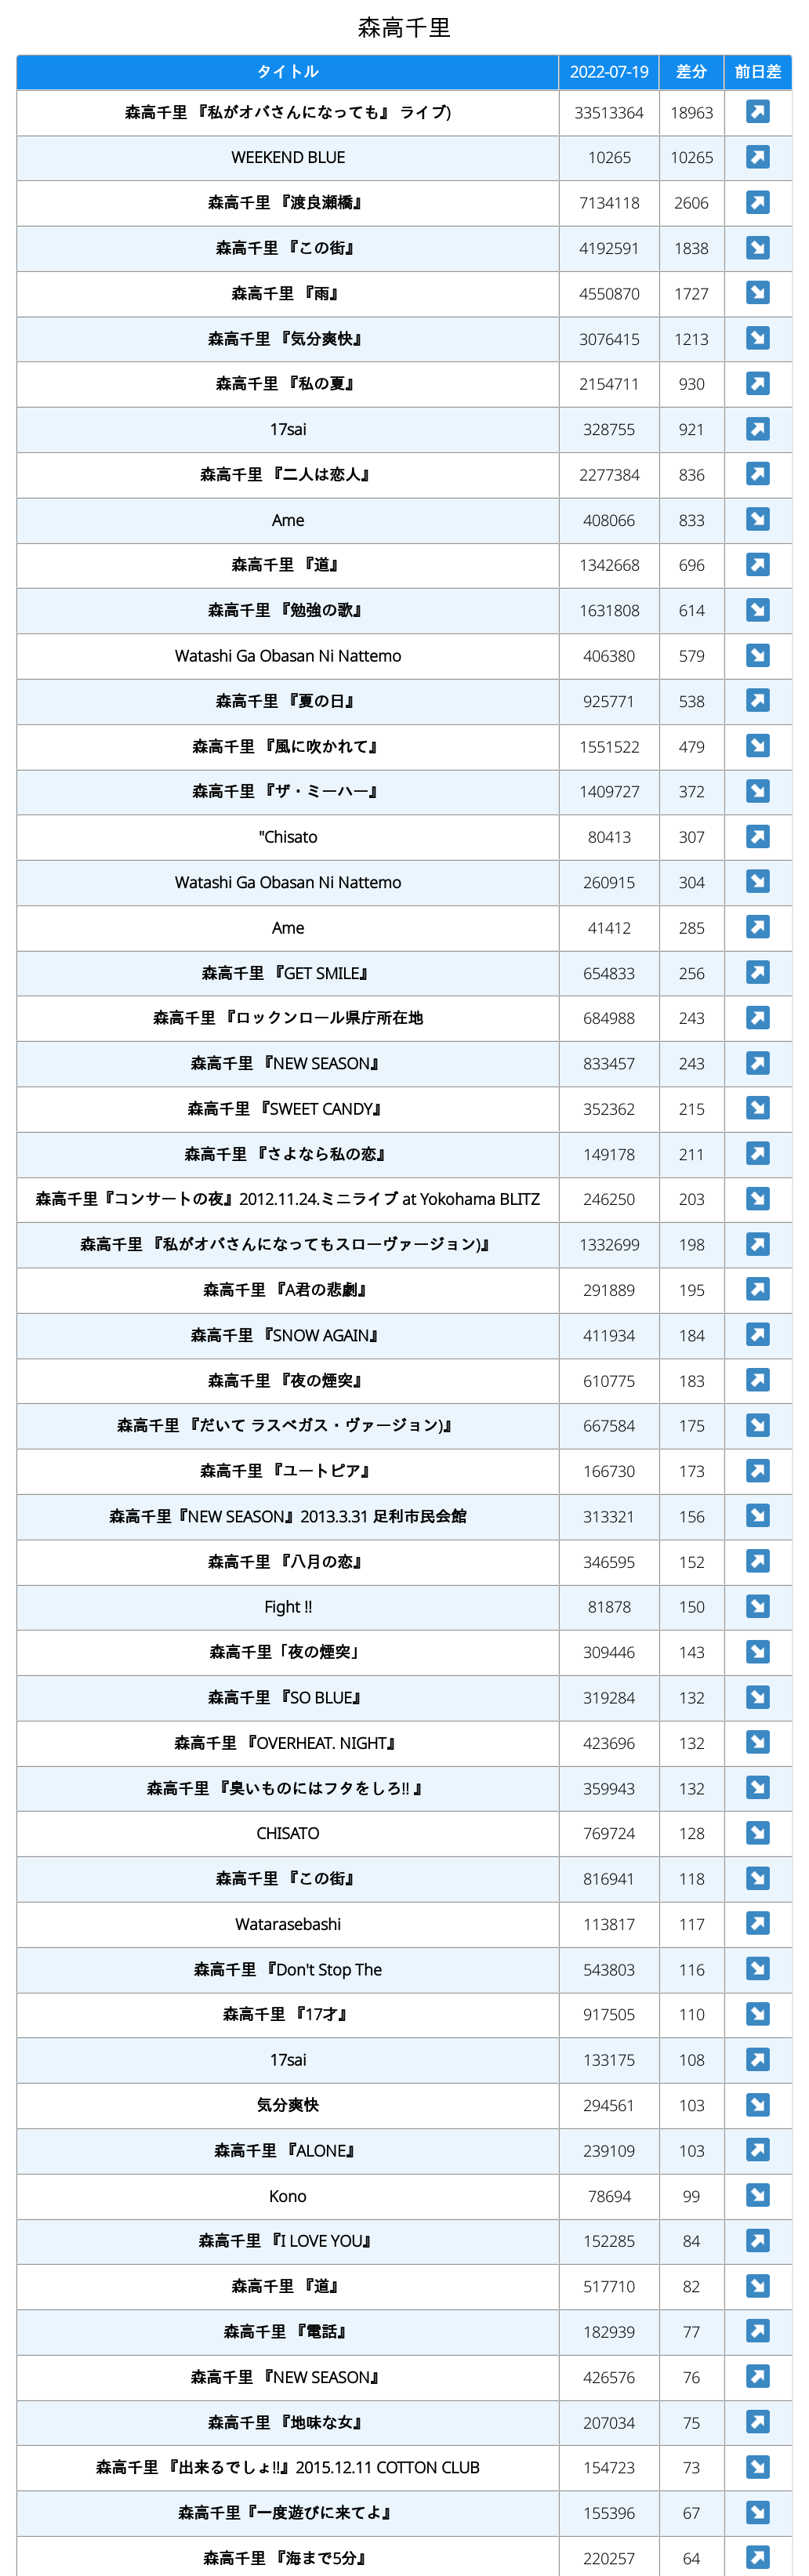 森高千里
タイトル 2022-07-19 差分 前日差
森高千里 『私がオバさんになっても』 ライブ) 33513364 18963
WEEKEND BLUE 10265 10265
森高千里 『渡良瀬橋』 7134118 2606
森高千里 『この街』 4192591 1838
森高千里 『雨』 4550870 1727
森高千里 『気分爽快』 3076415 1213
森高千里 『私の夏』 2154711 930
17sai 328755 921
森高千里 『二人は恋人』 2277384 836
Ame 408066 833
森高千里 『道』 1342668 696
森高千里 『勉強の歌』 1631808 614
Watashi Ga Obasan Ni Nattemo 406380 579
森高千里 『夏の日』 925771 538
森高千里 『風に吹かれて』 1551522 479
森高千里 『ザ・ミーハー』 1409727 372
"Chisato 80413 307
Watashi Ga Obasan Ni Nattemo 260915 304
Ame 41412 285
森高千里 『GET SMILE』 654833 256
森高千里 『ロックンロール県庁所在地 684988 243
森高千里 『NEW SEASON』 833457 243
森高千里 『SWEET CANDY』 352362 215
森高千里 『さよなら私の恋』 149178 211
森高千里『コンサートの夜』2012.11.24.ミニライブ at Yokohama BLITZ 246250 203
森高千里 『私がオバさんになってもスローヴァージョン)』 1332699 198
森高千里 『A君の悲劇』 291889 195
森高千里 『SNOW AGAIN』 411934 184
森高千里 『夜の煙突』 610775 183
森高千里 『だいて ラスベガス・ヴァージョン)』 667584 175
森高千里 『ユートピア』 166730 173
森高千里『NEW SEASON』2013.3.31 足利市民会館 313321 156
森高千里 『八月の恋』 346595 152
Fight !! 81878 150
森高千里「夜の煙突」 309446 143
森高千里 『SO BLUE』 319284 132
森高千里 『OVERHEAT. NIGHT』 423696 132
森高千里 『臭いものにはフタをしろ!! 』 359943 132
CHISATO 769724 128
森高千里 『この街』 816941 118
Watarasebashi 113817 117
森高千里 『Don't Stop The 543803 116
森高千里 『17才』 917505 110
17sai 133175 108
気分爽快 294561 103
森高千里 『ALONE』 239109 103
Kono 78694 99
森高千里 『I LOVE YOU』 152285 84
森高千里 『道』 517710 82
森高千里 『電話』 182939 77
森高千里 『NEW SEASON』 426576 76
森高千里 『地味な女』 207034 75
森高千里 『出来るでしょ!!』2015.12.11 COTTON CLUB 154723 73
森高千里『一度遊びに来てよ』 155396 67
森高千里 『海まで5分』 220257 64